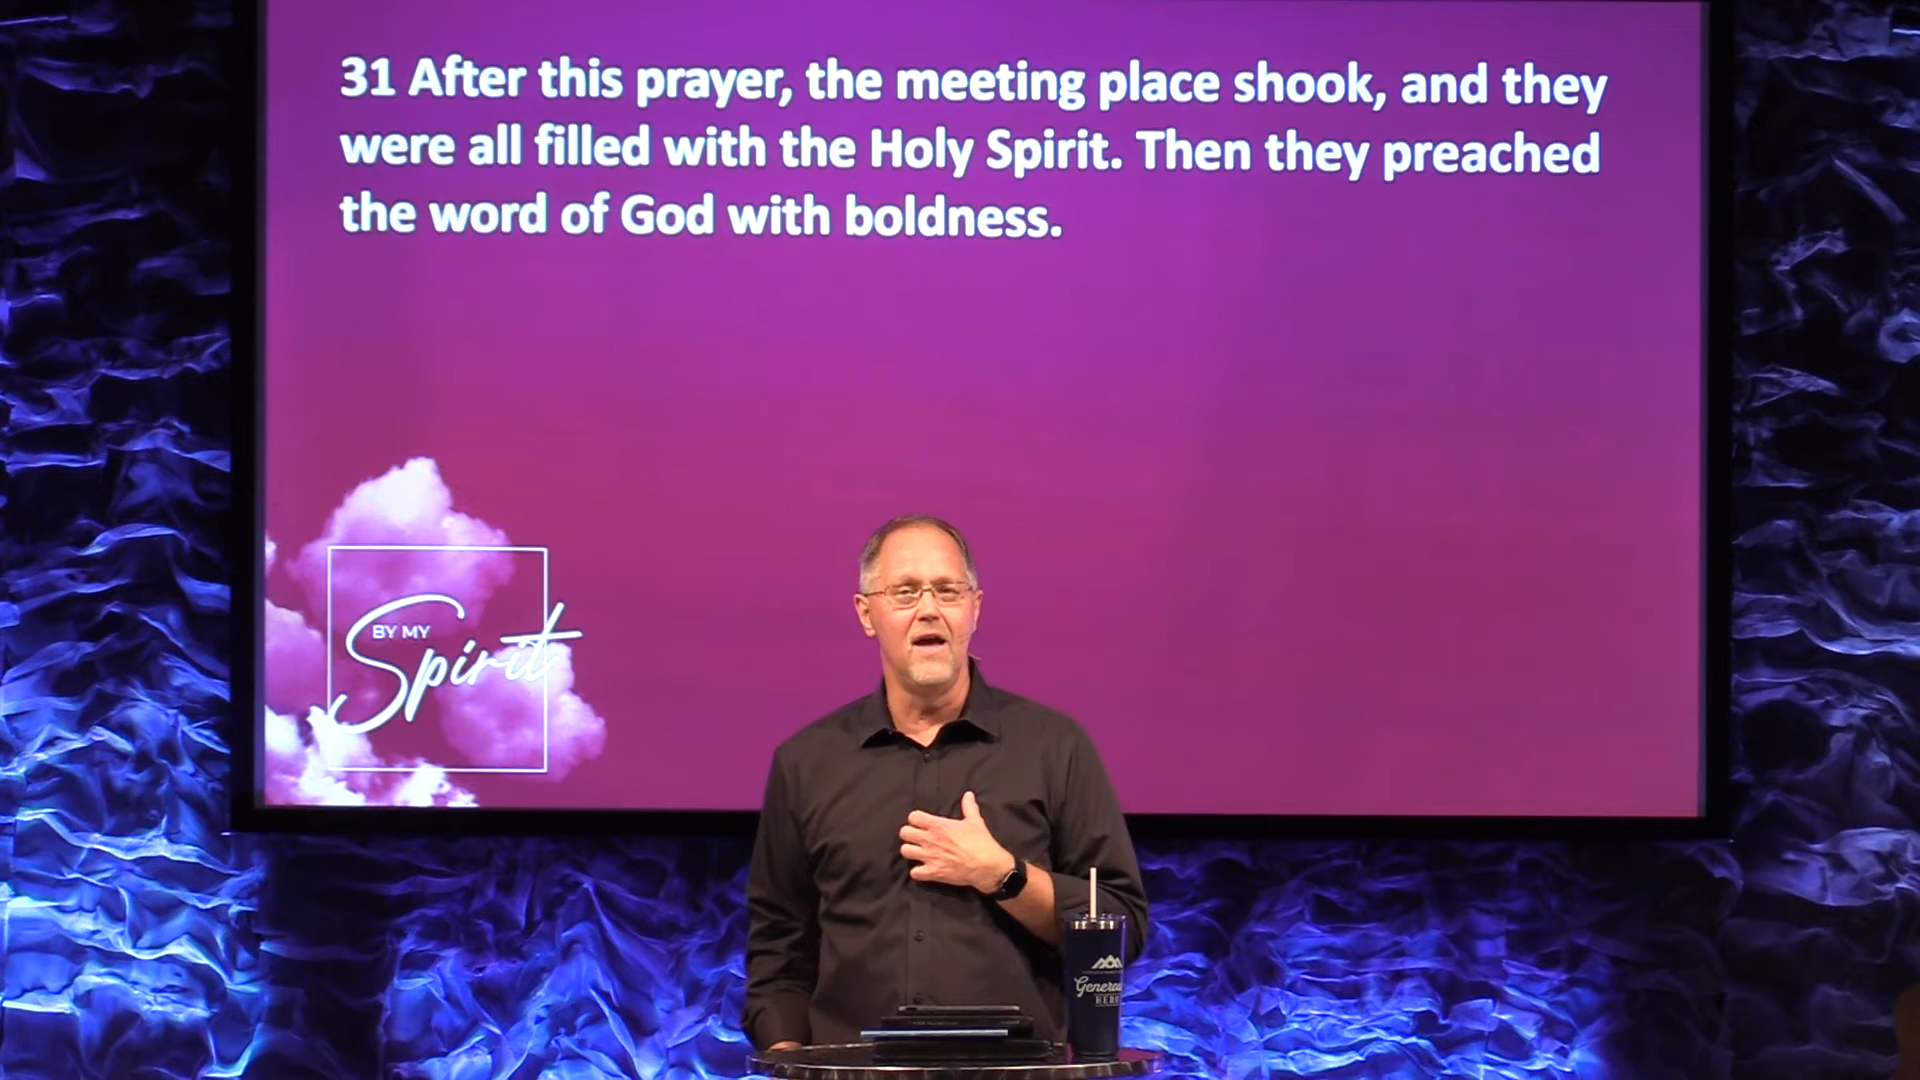 31 After this prayer, the meeting place shook, and they
were all filled with the Holy Spirit. Then they preached
the word of God with boldness.
BY MY
Spirit
HERO